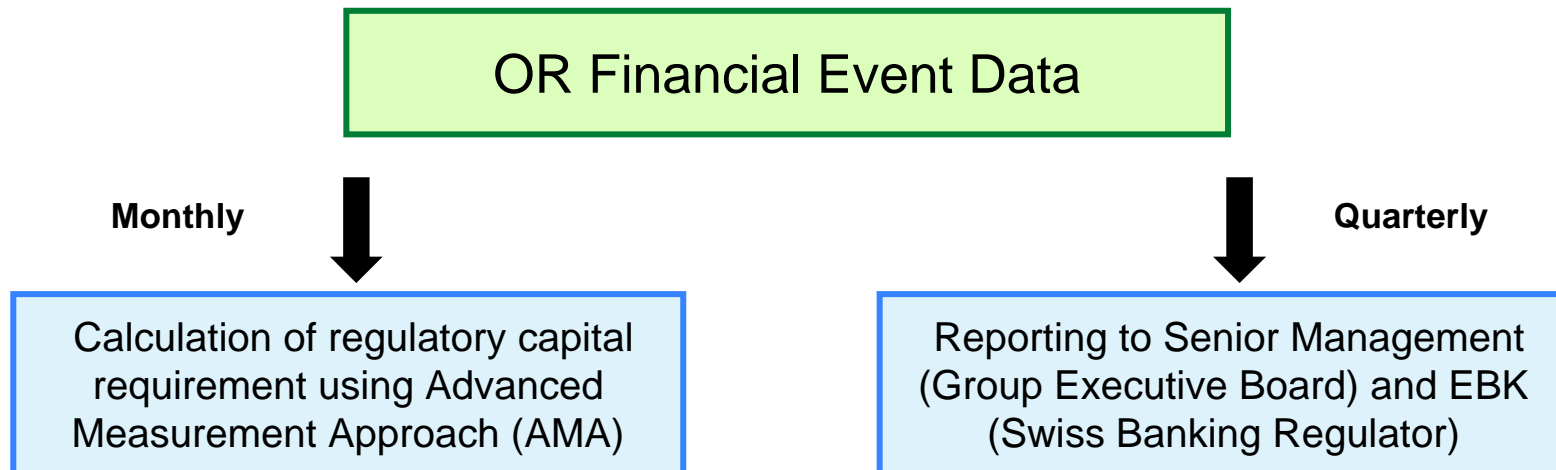 OR Financial Event Data
Monthly
Quarterly
Calculation of regulatory capital
requirement using Advanced
Measurement Approach (AMA)
Reporting to Senior Management
(Group Executive Board) and EBK
(Swiss Banking Regulator)